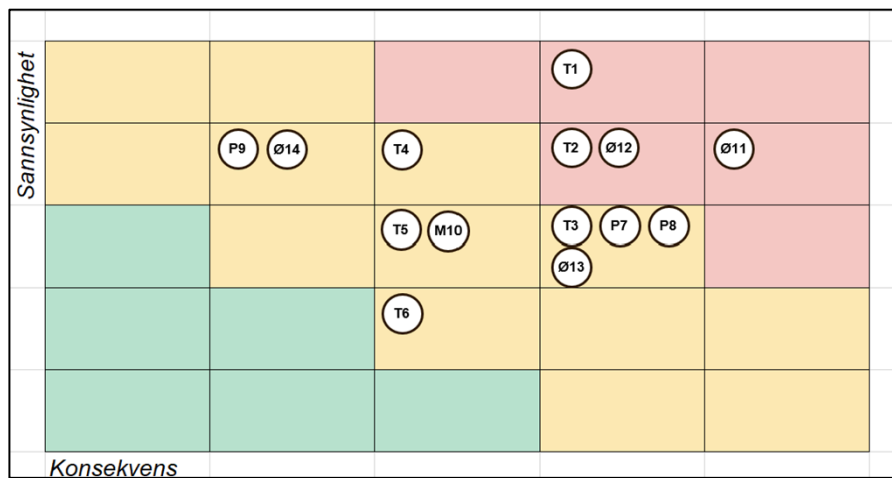 Sannsynlighet
T1
P9 Ø14 T4 T2 Ø12 Ø11
T5 M10 T3 P7 P8
Ø13
T6
Konsekvens